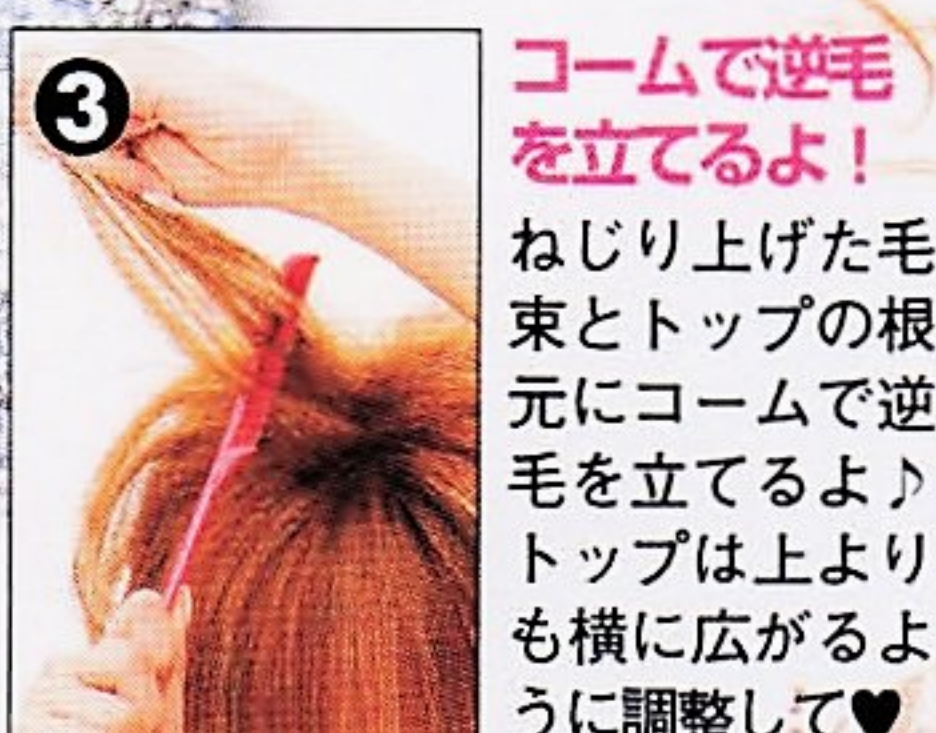 3
コームで逆毛
を立てるよ！
ねじり上げた毛
束とトップの根
元にコームで逆
毛を立てるよ♪
トップは上より
も横に広がるよ
うに調整して♥